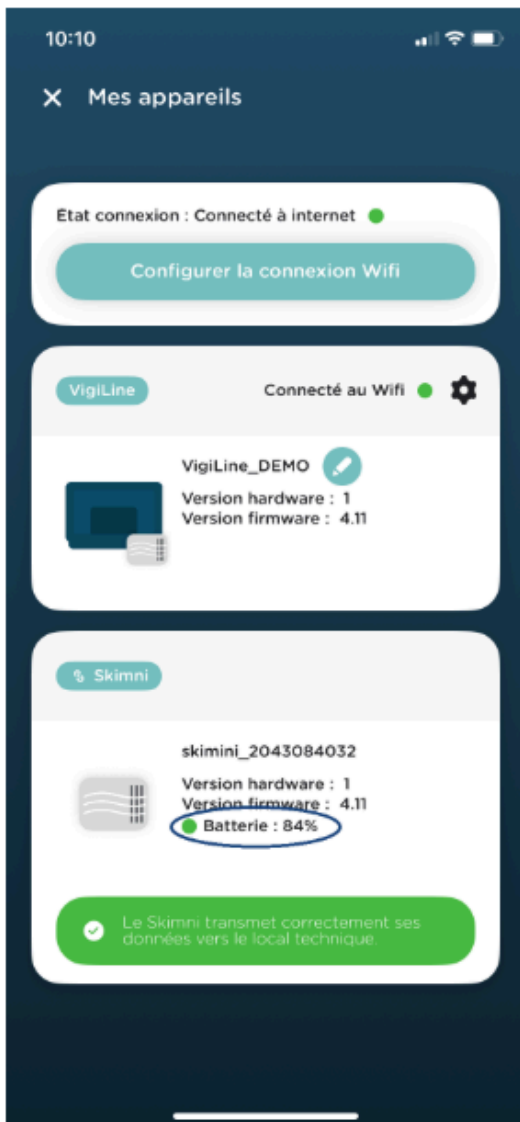 10:10
Mes appareils
Etat connexion : Connecté à internet
Configurer la connexion Wifi
VigiLine
Connecté au Wifi
VigiLine_DEMO
Version hardware : 1
Version firmware : 4.11
Skimni
skimini_2043084032
Version hardware : 1
Version firmware : 4.11
Batterie : 84%
Le Skimni transmet correctement ses
données vers le local technique.